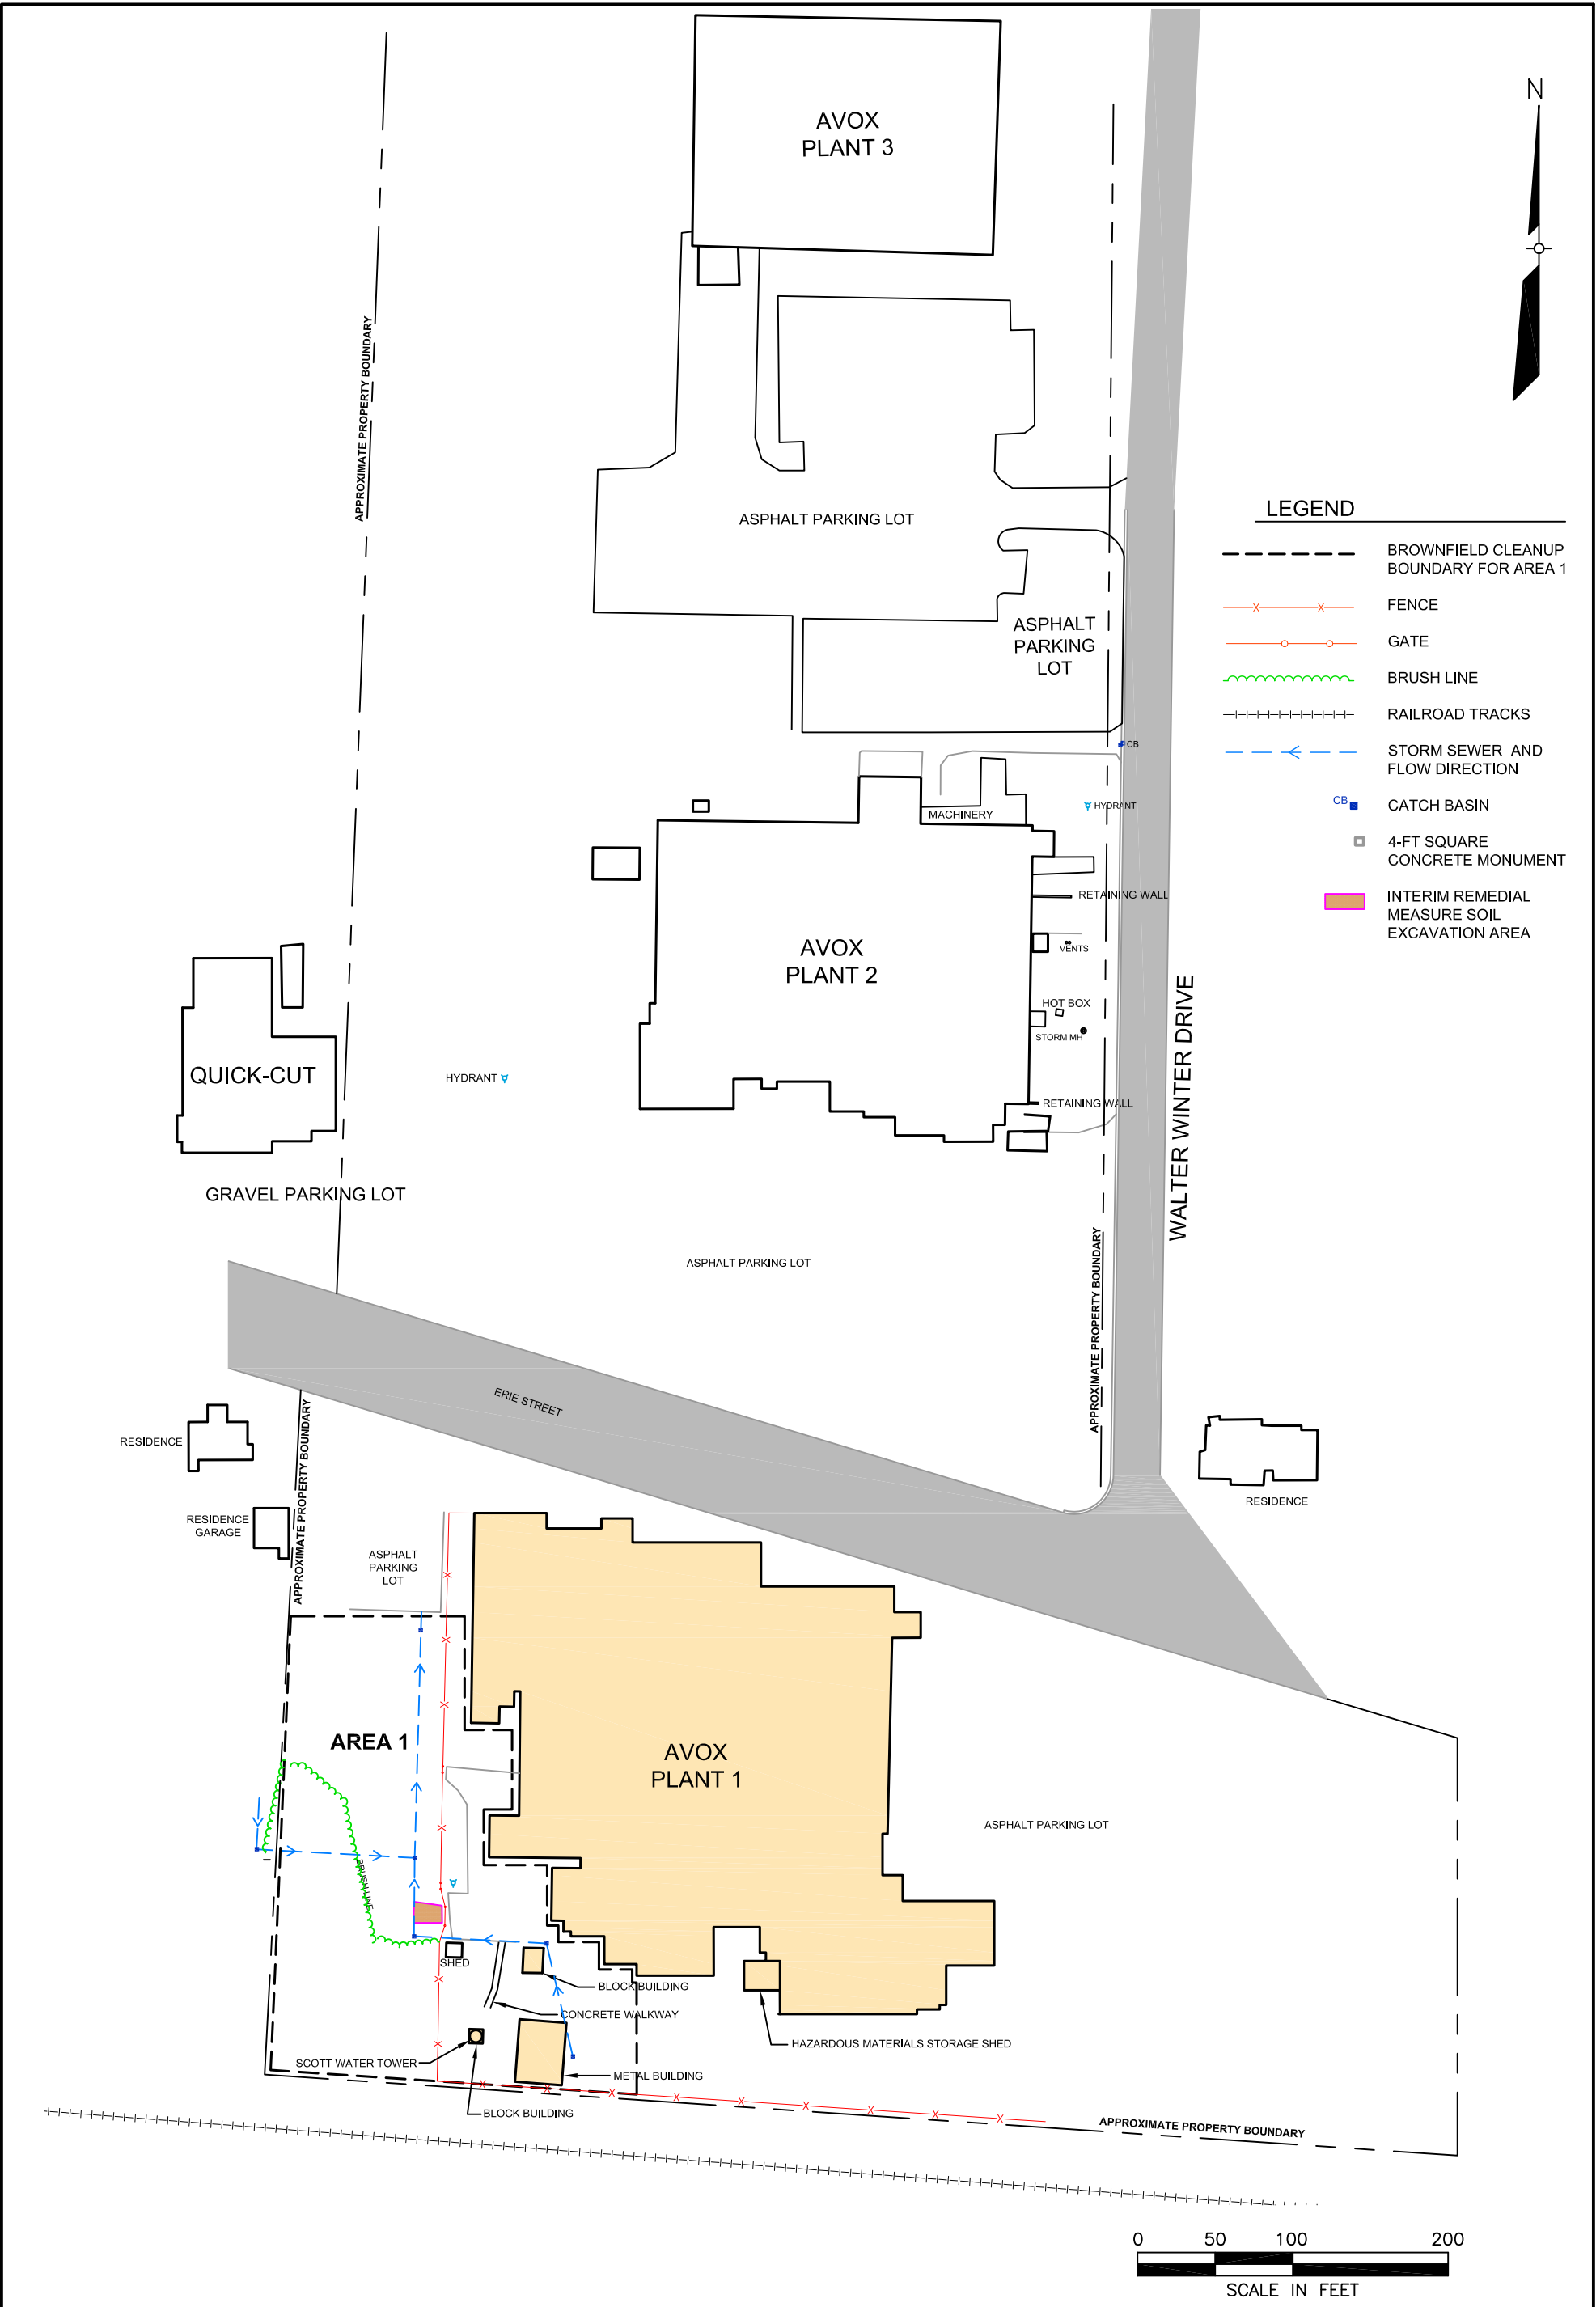 AVOX
PLANT 3
N
APPROXIMATE PROPERTY BOUNDARY
ASPHALT PARKING LOT
LEGEND
BROWNFIELD CLEANUP
BOUNDARY FOR AREA 1
FENCE
GATE
BRUSH LINE
RAILROAD TRACKS
STORM SEWER AND
FLOW DIRECTION
CB
CATCH BASIN
4-FT SQUARE
CONCRETE MONUMENT
INTERIM REMEDIAL
MEASURE SOIL
EXCAVATION AREA
ASPHALT
PARKING
LOT
CB
HYDRANT
MACHINERY
RETAINING WALL
AVOX
PLANT 2
VENTS
HOT BOX
STORM MH
RETAINING WALL
WALTER WINTER DRIVE
QUICK-CUT
HYDRANT
GRAVEL PARKING LOT
ASPHALT PARKING LOT
APPROXIMATE PROPERTY BOUNDARY
ERIE STREET
RESIDENCE
APPROXIMATE PROPERTY BOUNDARY
RESIDENCE
RESIDENCE
GARAGE
ASPHALT
PARKING
LOT
AREA 1
AVOX
PLANT 1
ASPHALT PARKING LOT
BRUSH LINE
SHED
BLOCK BUILDING
CONCRETE WALKWAY
HAZARDOUS MATERIALS STORAGE SHED
SCOTT WATER TOWER
METAL BUILDING
BLOCK BUILDING
APPROXIMATE PROPERTY BOUNDARY
0 50 100 200
SCALE IN FEET